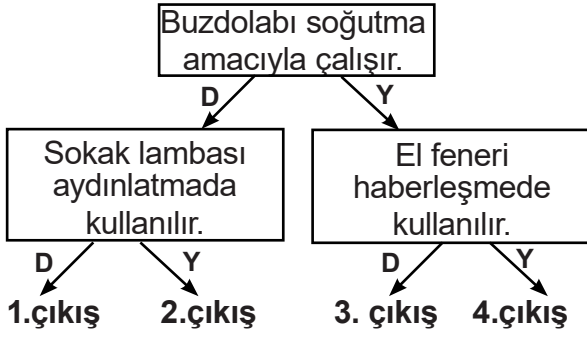 Buzdolabı soğutma
amacıyla çalışır.
D Y
Sokak lambası
aydınlatmada
kullanılır.
El feneri
haberleşmede
kullanılır.
D Y D Y
1.çıkış 2.çıkış 3. çıkış 4.çıkış